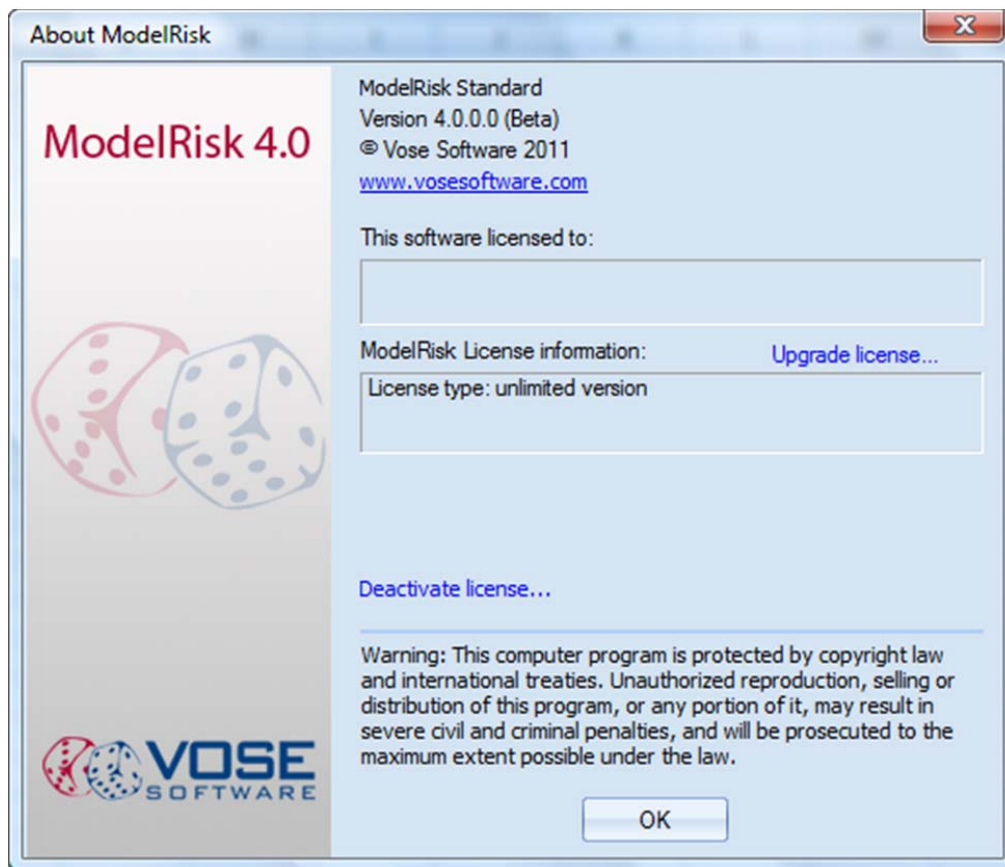 About ModelRisk
ModelRisk 4.0
ModelRisk Standard
Version 4.0.0.0 (Beta)
© Vose Software 2011
www.vosesoftware.com
This software licensed to:
ModelRisk License information:
Upgrade license...
License type: unlimited version
Deactivate license...
Warning: This computer program is protected by copyright law
and international treaties. Unauthorized reproduction, selling or
distribution of this program, or any portion of it, may result in
severe civil and criminal penalties, and will be prosecuted to the
maximum extent possible under the law.
VOSE
SOFTWARE
OK